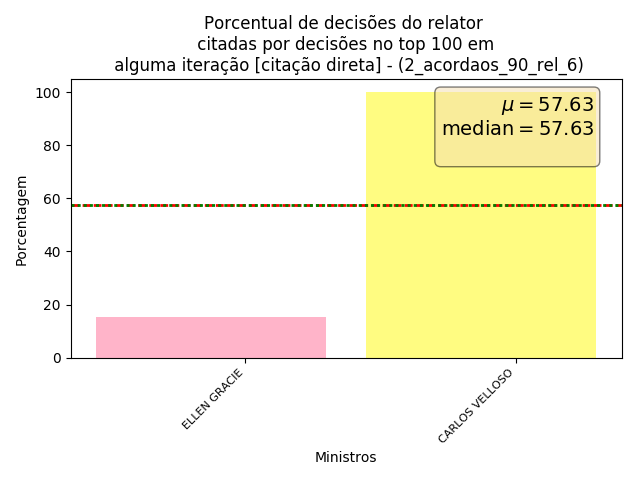 Porcentual de decisões do relator
citadas por decisões no top 100 em
alguma iteração [citação direta] - (2_acordaos_90_rel_6)
μ = 57.63
median = 57.63
100
80
60
40
20
0
Porcentagem
ELLEN GRACIE
CARLOS VELLOSO
Ministros